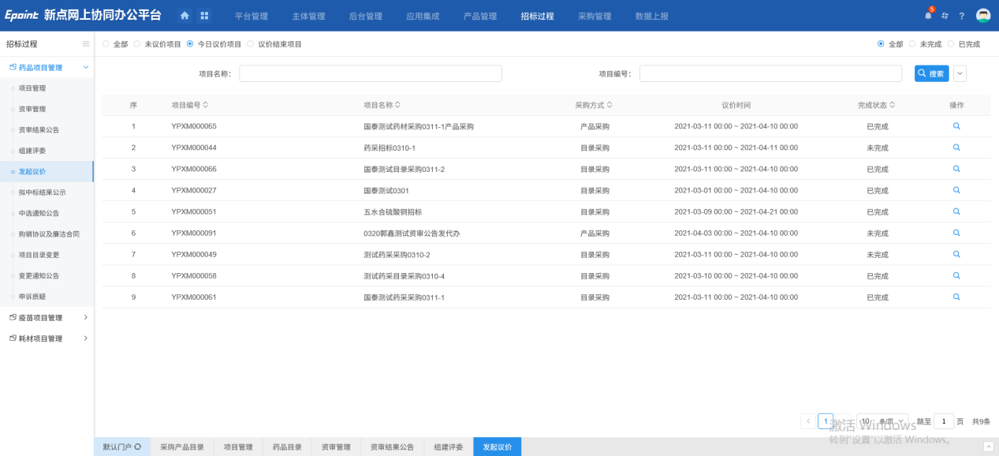 Epoint 新点网上协同办公平台 平台管理 主体管理 后台管理 应用集成 产品管理 招标过程 采购管理 数据上报 5 ?
招标过程
全部 未议价项目 今日议价项目 议价结束项目 全部 未完成 已完成
药品项目管理
项目管理
资审管理
资审结果公告
组建评委
发起议价
拟中标结果公示
中选通知公告
购销协议及廉洁合同
项目目录变更
变更通知公告
申诉质疑
疫苗项目管理
耗材项目管理
项目名称: 项目编号: 搜索
序 项目编号 项目名称 采购方式 议价时间 完成状态 操作
1 YPXM000065 国泰测试药材采购0311-1产品采购 产品采购 2021-03-11 00:00 ~ 2021-04-10 00:00 已完成
2 YPXM000044 药采招标0310-1 目录采购 2021-03-11 00:00 ~ 2021-04-11 00:00 未完成
3 YPXM000066 国泰测试目录采购0311-2 目录采购 2021-03-11 00:00 ~ 2021-04-10 00:00 已完成
4 YPXM000027 国泰测试0301 目录采购 2021-03-01 00:00 ~ 2021-04-10 00:00 已完成
5 YPXM000051 五水合硫酸铜招标 目录采购 2021-03-09 00:00 ~ 2021-04-21 00:00 已完成
6 YPXM000091 0320郭鑫测试资审公告发代办 产品采购 2021-04-03 00:00 ~ 2021-04-10 00:00 未完成
7 YPXM000049 测试药采采购0310-2 目录采购 2021-03-11 00:00 ~ 2021-04-10 00:00 未完成
8 YPXM000058 测试药采目录采购0310-4 目录采购 2021-03-10 00:00 ~ 2021-04-10 00:00 已完成
9 YPXM000061 国泰测试药采采购0311-1 目录采购 2021-03-11 00:00 ~ 2021-04-10 00:00 已完成
1 10 条/页 跳至 1 页 共9条
激活 Windows
转到"设置"以激活 Windows。
默认门户 采购产品目录 项目管理 药品目录 资审管理 资审结果公告 组建评委 发起议价